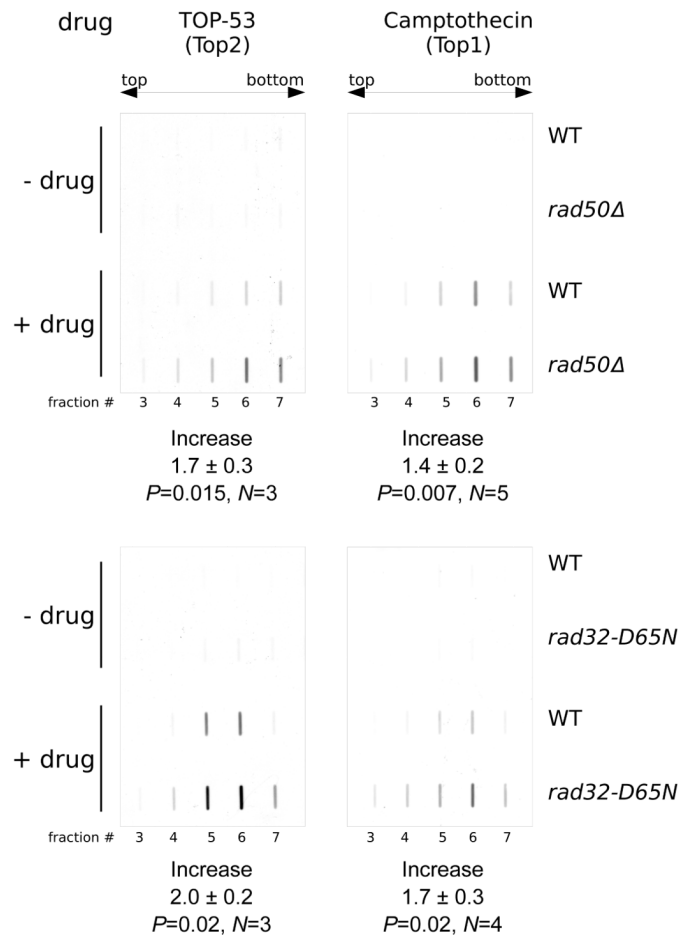 drug
TOP-53
(Top2)
Camptothecin
(Top1)
top bottom
top bottom
- drug
WT
rad50Δ
+ drug
WT
rad50Δ
fraction # 3 4 5 6 7
3 4 5 6 7
Increase
1.7 ± 0.3
P=0.015, N=3
Increase
1.4 ± 0.2
P=0.007, N=5
- drug
WT
rad32-D65N
+ drug
WT
rad32-D65N
fraction # 3 4 5 6 7
3 4 5 6 7
Increase
2.0 ± 0.2
P=0.02, N=3
Increase
1.7 ± 0.3
P=0.02, N=4